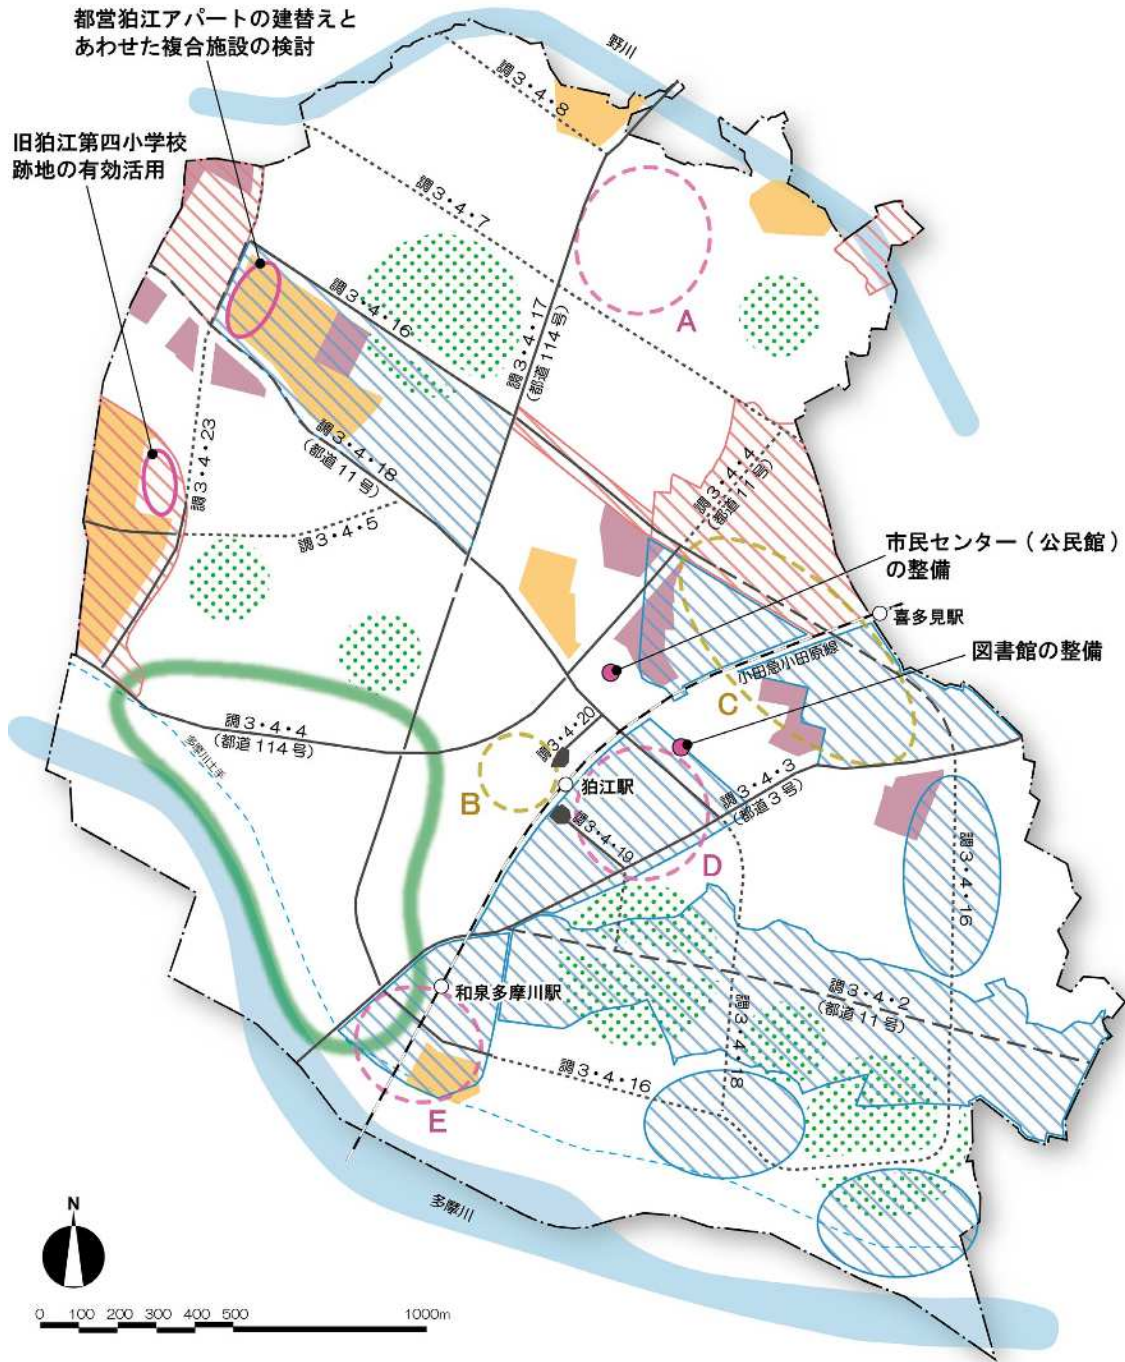 都営狛江アパートの建替えと
あわせた複合施設の検討
野川
調3・4・8
旧狛江第四小学校
跡地の有効活用
調3・4・7
A
調3・4・16
調3・4・17
(都道114号)
調3・4・23
調3・4・18
(都道11号)
調3・4・4
(都道11号)
調3・4・5
市民センター(公民館)
の整備
喜多見駅
小田急小田原線
図書館の整備
C
調3・4・4
(都道114号)
多摩川土手
調3・4・20
B
狛江駅
調3・4・3
(都道3号)
調3・4・19
D
調3・4・16
和泉多摩川駅
調3・4・2
(都道11号)
調3・4・18
調3・4・16
E
多摩川
N
0 100 200 300 400 500 1000m